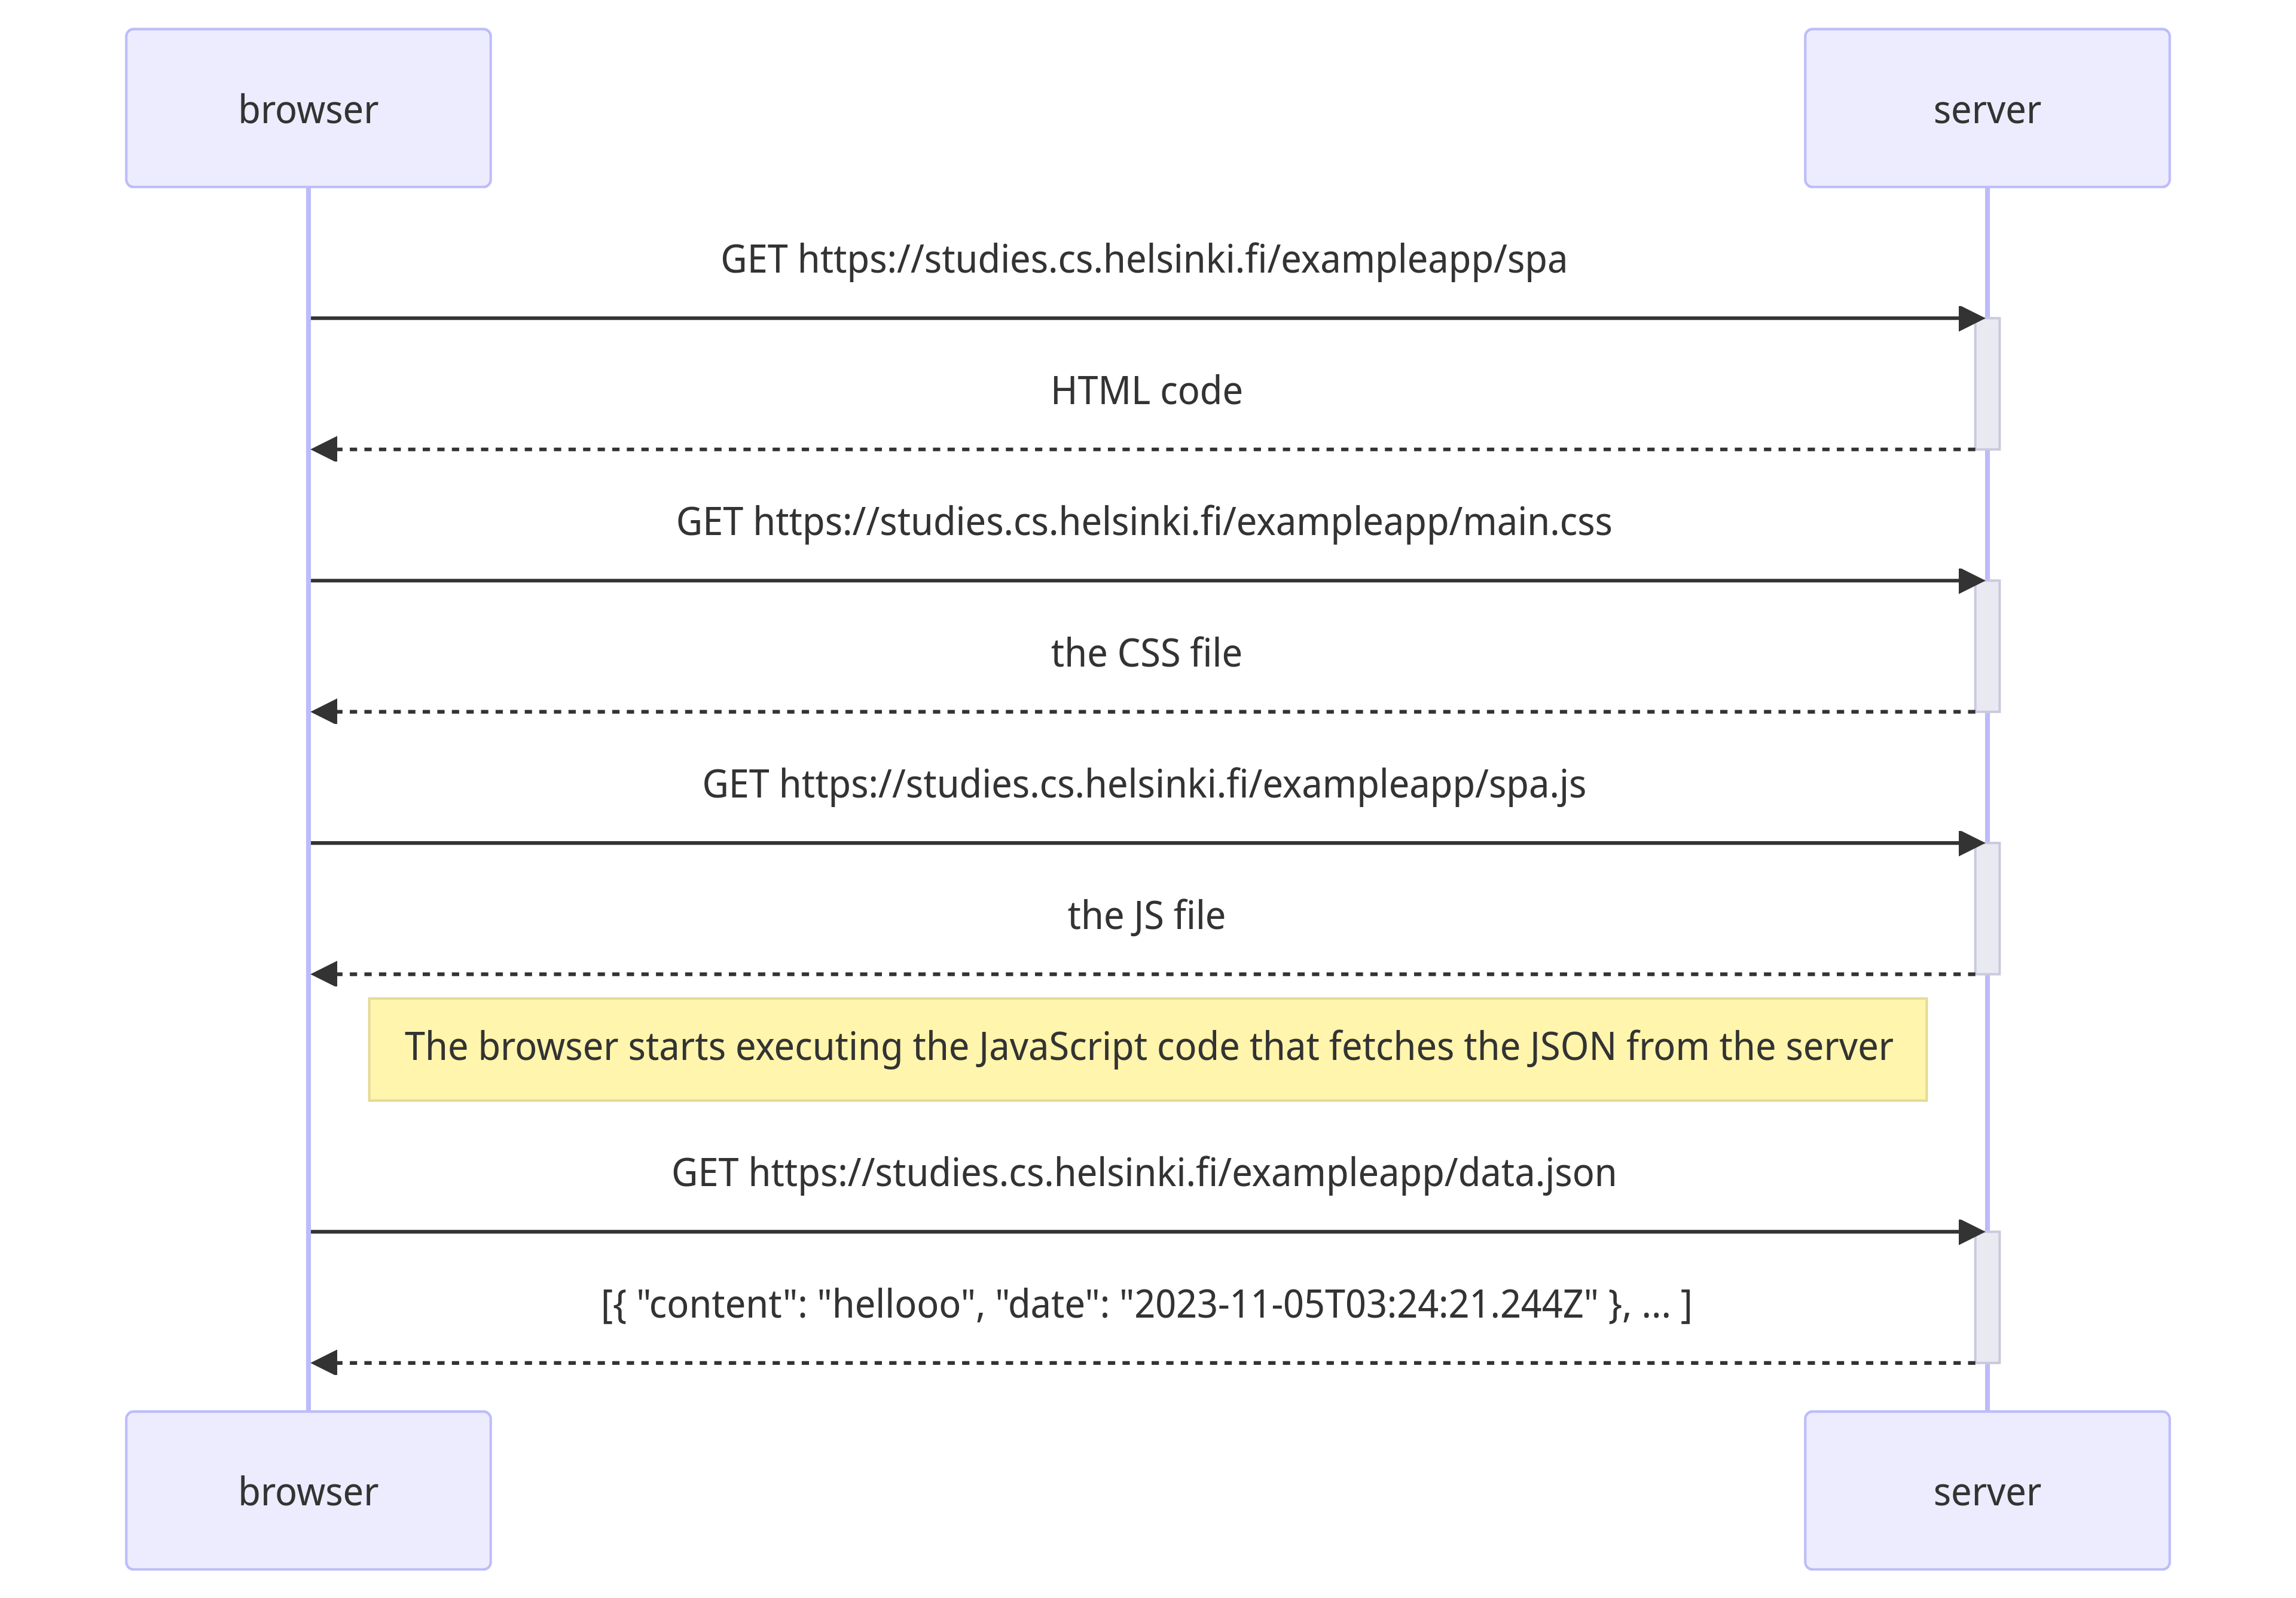 browser
server
GET https://studies.cs.helsinki.fi/exampleapp/spa
HTML code
GET https://studies.cs.helsinki.fi/exampleapp/main.css
the CSS file
GET https://studies.cs.helsinki.fi/exampleapp/spa.js
the JS file
The browser starts executing the JavaScript code that fetches the JSON from the server
GET https://studies.cs.helsinki.fi/exampleapp/data.json
[{ "content": "hellooo", "date": "2023-11-05T03:24:21.244Z" }, ... ]
browser
server